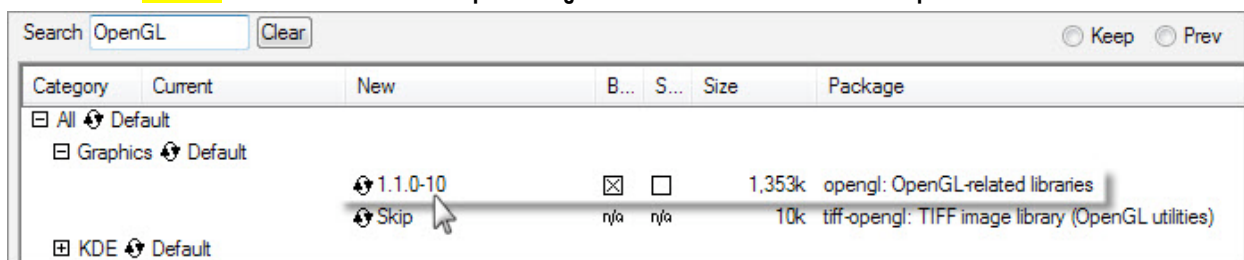 Search OpenGL Clear Keep Prev
Category Current New B... S... Size Package
All Default
Graphics Default
1.1.0-10 1,353k opengl: OpenGL-related libraries
Skip n/a n/a 10k tiff-opengl: TIFF image library (OpenGL utilities)
KDE Default